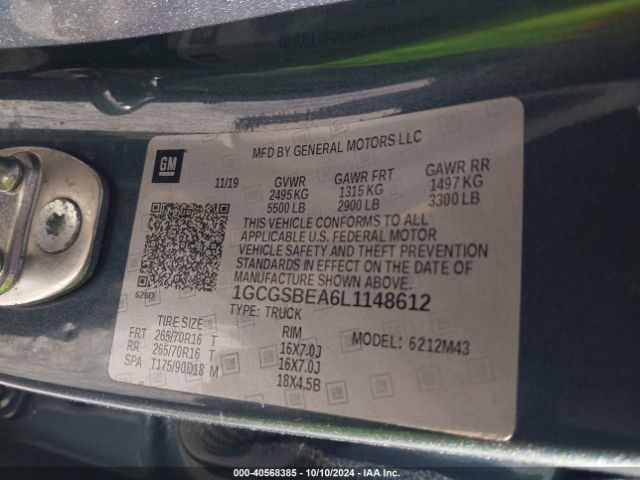 GM
MFD BY GENERAL MOTORS LLC
11/19 GVWR GAWR FRT GAWR RR
2495 KG 1315 KG 1497 KG
5500 LB 2900 LB 3300 LB
THIS VEHICLE CONFORMS TO ALL
APPLICABLE U.S. FEDERAL MOTOR
VEHICLE SAFETY AND THEFT PREVENTION
STANDARDS IN EFFECT ON THE DATE OF
MANUFACTURE SHOWN ABOVE.
626D
1GCGSBEA6L1148612
TYPE: TRUCK
TIRE SIZE RIM MODEL: 6212M43
FRT 265/70R16 T 16X7.0J
RR 265/70R16 T 16X7.0J
SPA T175/90D18 M 18X4.5B
000-40568385 - 10/10/2024 - IAA Inc.